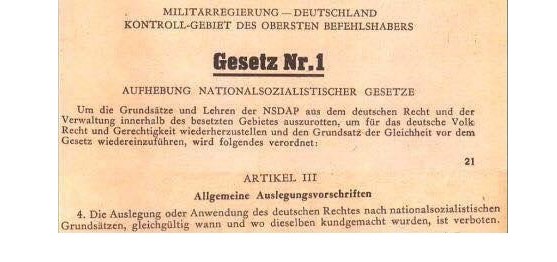 MILITÄRREGIERUNG — DEUTSCHLAND
KONTROLL-GEBIET DES OBERSTEN BEFEHLSHABERS
Gesetz Nr.1
AUFHEBUNG NATIONALSOZIALISTISCHER GESETZE
Um die Grundsätze und Lehren der NSDAP aus dem deutschen Recht und der
Verwaltung innerhalb des besetzten Gebietes auszurotten, um für das deutsche Volk
Recht und Gerechtigkeit wiederherzustellen und den Grundsatz der Gleichheit vor dem
Gesetz wiedereinzuführen, wird folgendes verordnet:
21
ARTIKEL III
Allgemeine Auslegungsvorschriften
4. Die Auslegung oder Anwendung des deutschen Rechtes nach nationalsozialistischen
Grundsätzen, gleichgültig wann und wo dieselben kundgemacht wurden, ist verboten.